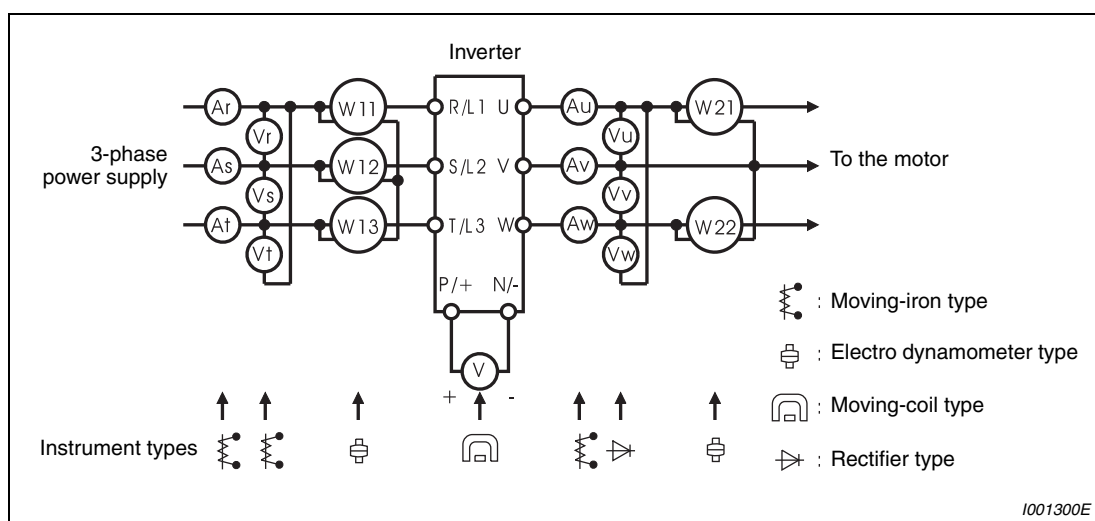 Inverter
3-phase
power supply
Ar
As
At
Vr
Vs
Vt
W11
W12
W13
R/L1 U
S/L2 V
T/L3 W
P/+ N/-
V
+ -
Au
Av
Aw
Vu
Vv
Vw
W21
W22
To the motor
: Moving-iron type
: Electro dynamometer type
: Moving-coil type
: Rectifier type
Instrument types
I001300E